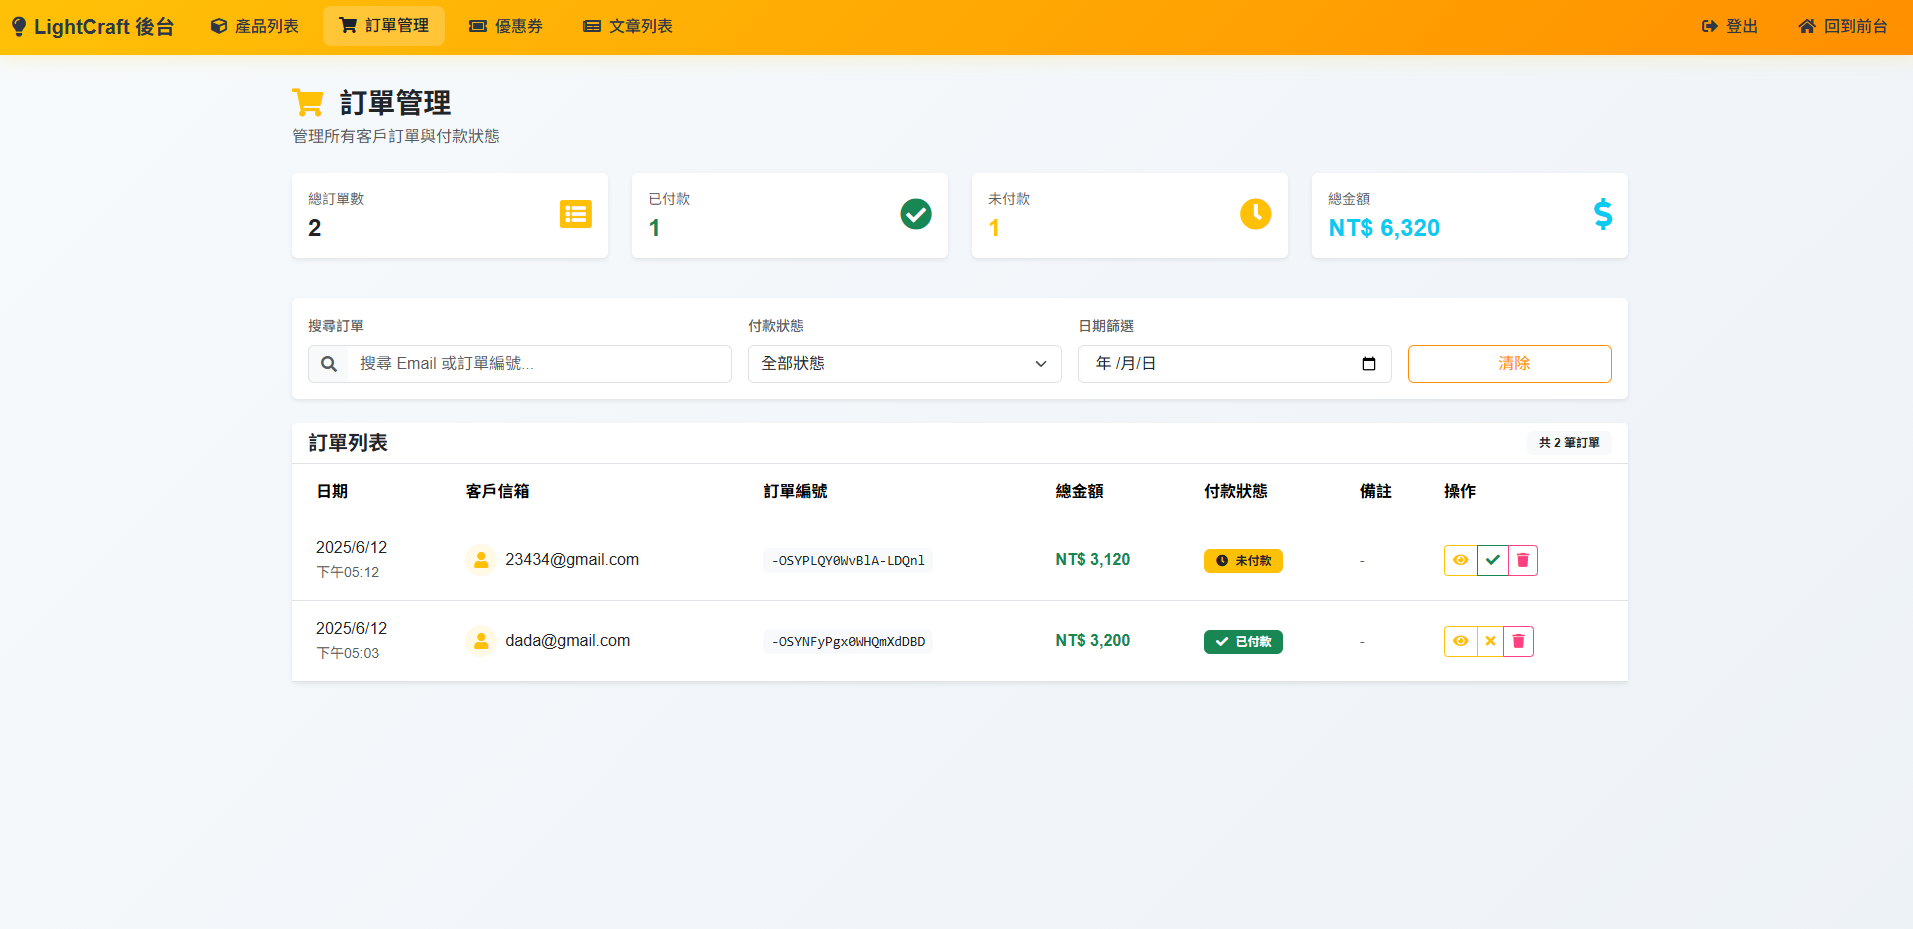 LightCraft 後台 產品列表 訂單管理 優惠券 文章列表 登出 回到前台
訂單管理
管理所有客戶訂單與付款狀態
總訂單數
2
已付款
1
未付款
1
總金額
NT$ 6,320
搜尋訂單
搜尋 Email 或訂單編號...
付款狀態
全部狀態
日期篩選
年 /月/日
清除
訂單列表 共 2 筆訂單
日期 客戶信箱 訂單編號 總金額 付款狀態 備註 操作
2025/6/12
下午05:12
23434@gmail.com -OSYPLQY0WvBlA-LDQnl NT$ 3,120 未付款 -
2025/6/12
下午05:03
dada@gmail.com -OSYNFyPgx0WHQmXdDBD NT$ 3,200 已付款 -